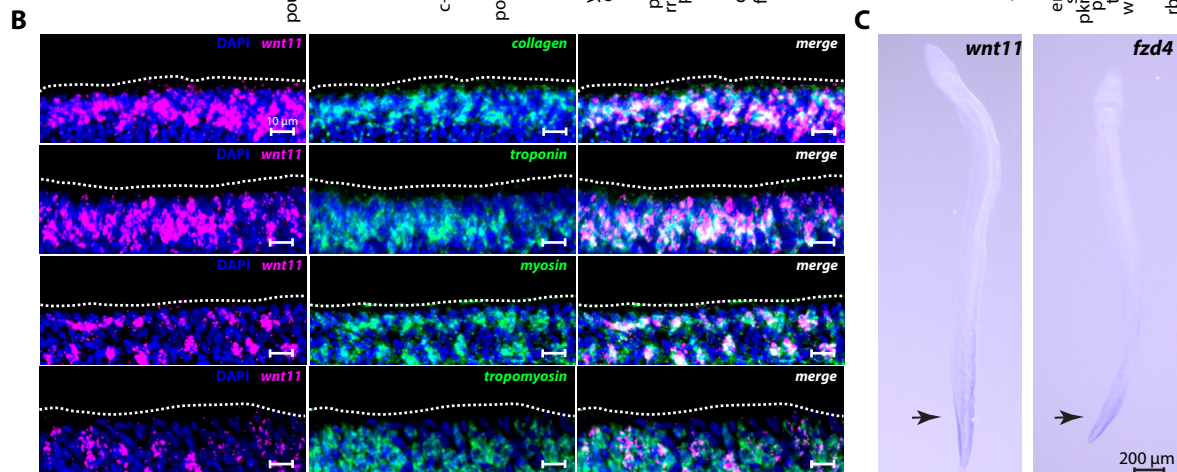 B
C
DAPI wnt11
collagen
merge
10 µm
DAPI wnt11
troponin
merge
DAPI wnt11
myosin
merge
DAPI wnt11
tropomyosin
merge
wnt11
fzd4
200 µm